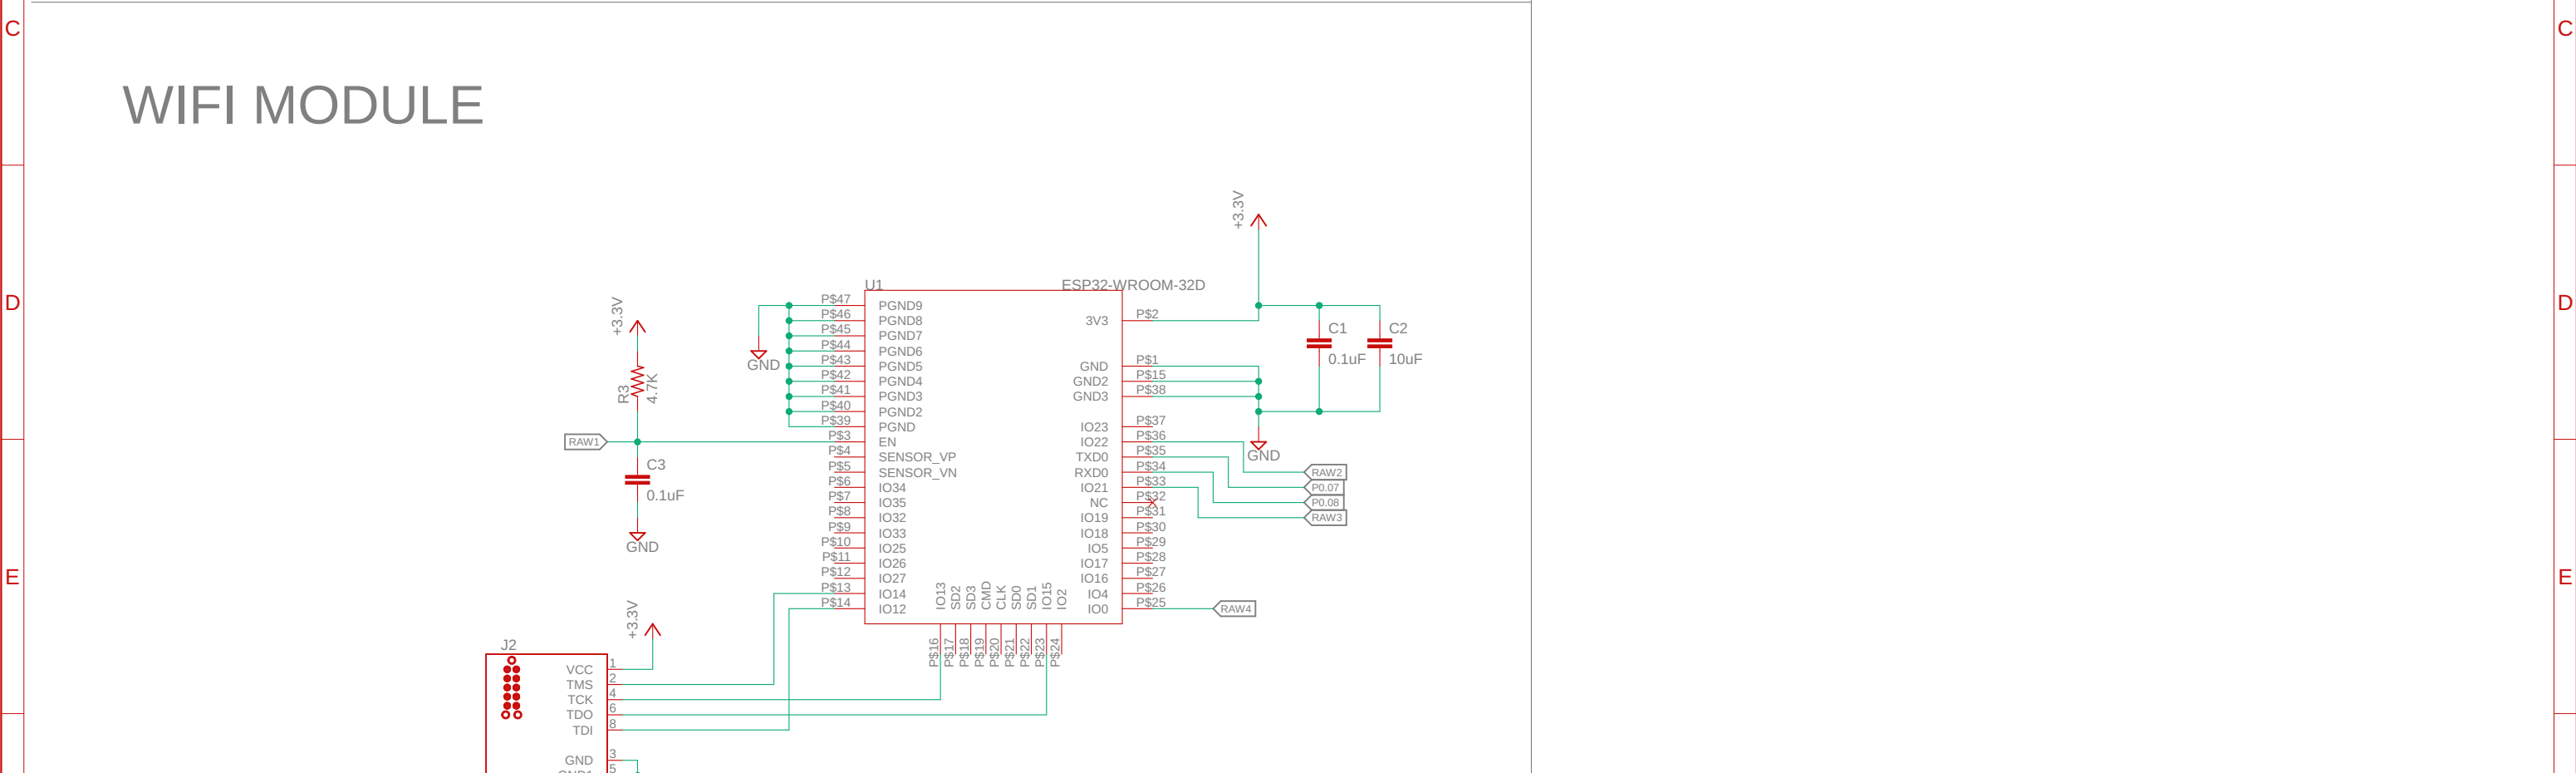 C
C
WIFI MODULE
+3.3V
U1
ESP32-WROOM-32D
D
D
+3.3V
P$47 PGND9
P$46 PGND8
3V3 P$2
C1
C2
P$45 PGND7
P$44 PGND6
0.1uF
10uF
GND
P$43 PGND5
GND P$1
P$42 PGND4
GND2 P$15
R3
4.7K
P$41 PGND3
GND3 P$38
P$40 PGND2
P$39 PGND
IO23 P$37
RAW1
P$3 EN
IO22 P$36
GND
P$4 SENSOR_VP
TXD0 P$35
C3
P$5 SENSOR_VN
RXD0 P$34
RAW2
P$6 IO34
IO21 P$33
P0.07
0.1uF
P$7 IO35
NC P$32
P0.08
P$8 IO32
IO19 P$31
RAW3
P$9 IO33
IO18 P$30
GND
P$10 IO25
IO5 P$29
P$11 IO26
IO17 P$28
E
E
P$12 IO27
IO16 P$27
P$13 IO14
IO4 P$26
P$14 IO12
IO0 P$25
RAW4
IO13 SD2 SD3 CMD CLK SD0 SD1 IO15 IO2
P$16 P$17 P$18 P$19 P$20 P$21 P$22 P$23 P$24
+3.3V
J2
VCC 1
TMS 2
TCK 4
TDO 6
TDI 8
GND 3
5